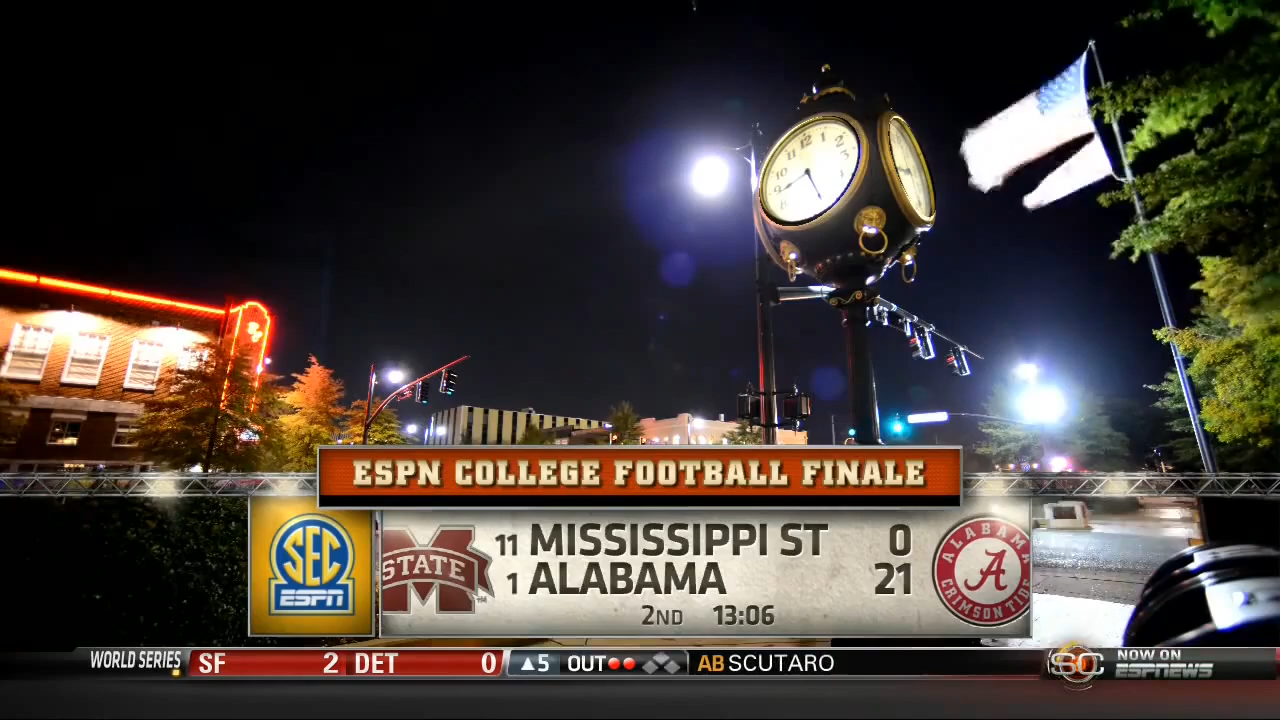 ESPN COLLEGE FOOTBALL FINALE
SEC
ESPN
STATE
11 MISSISSIPPI ST 0
1 ALABAMA 21
2ND 13:06
ALABAMA
A
CRIMSON TIDE
WORLD SERIES SF 2 DET 0 ▲5 OUT AB SCUTARO
SC NOW ON
ESPNEWS